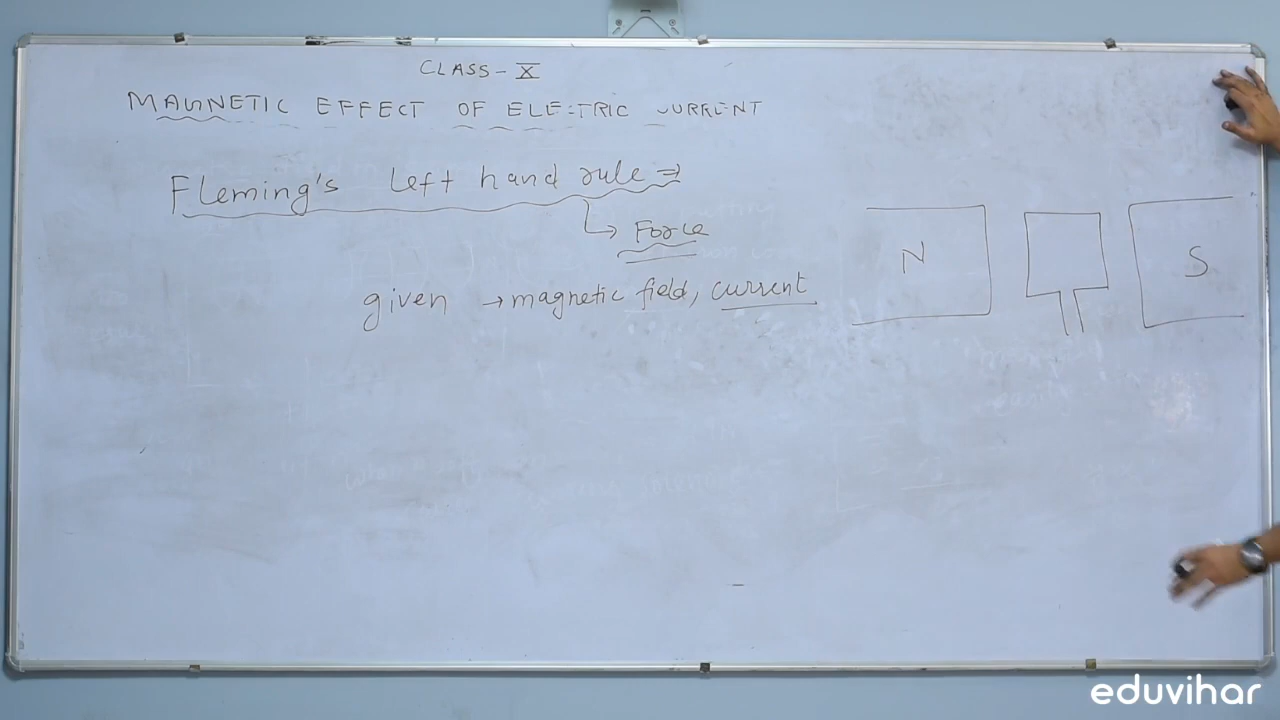 CLASS - X
MAGNETIC EFFECT OF ELECTRIC CURRENT
Fleming's Left hand rule ⇒
↳ Force
given → magnetic field, current
N
S
eduvihar